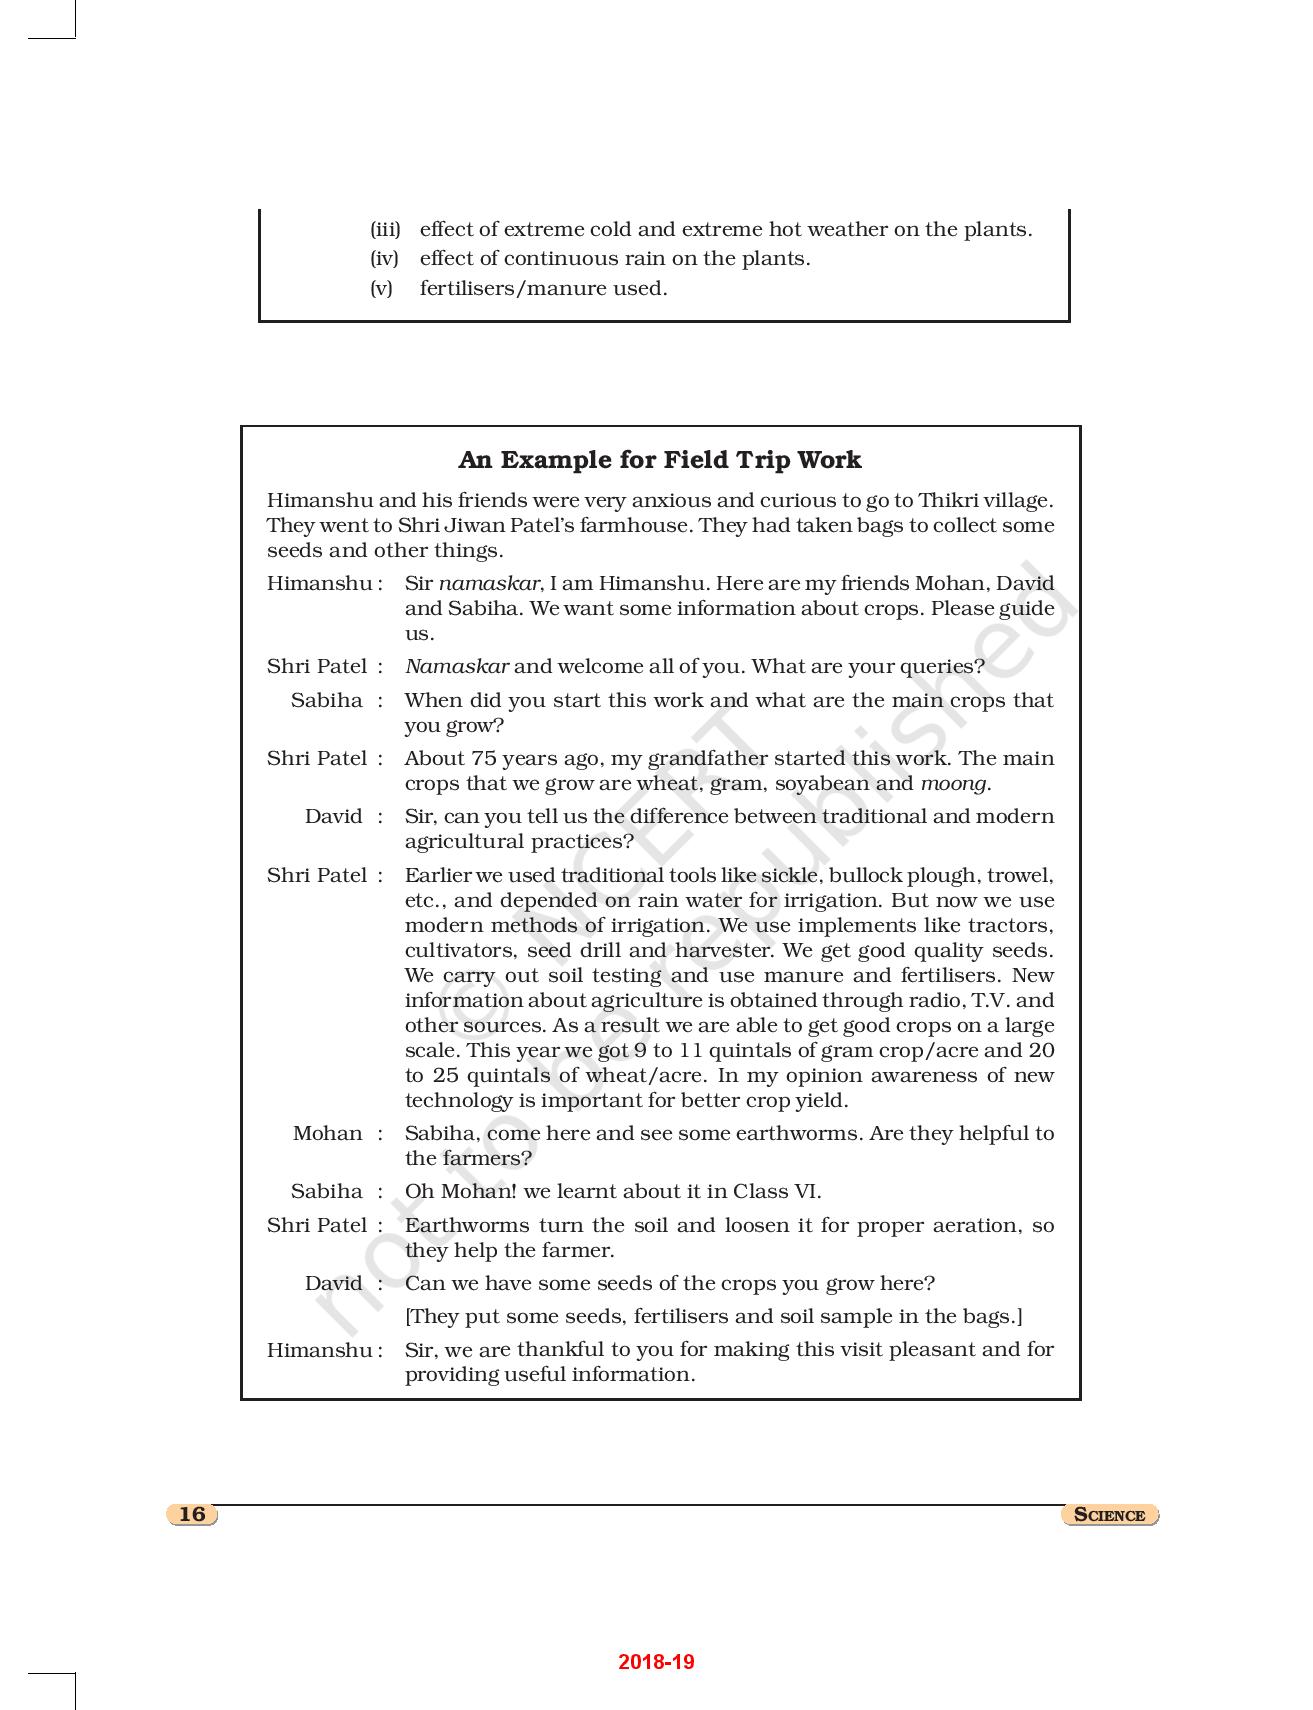 (iii) effect of extreme cold and extreme hot weather on the plants.
(iv) effect of continuous rain on the plants.
(v) fertilisers/manure used.
An Example for Field Trip Work
Himanshu and his friends were very anxious and curious to go to Thikri village.
They went to Shri Jiwan Patel's farmhouse. They had taken bags to collect some
seeds and other things.
Himanshu : Sir namaskar, I am Himanshu. Here are my friends Mohan, David
and Sabiha. We want some information about crops. Please guide
us.
Shri Patel : Namaskar and welcome all of you. What are your queries?
Sabiha : When did you start this work and what are the main crops that
you grow?
Shri Patel : About 75 years ago, my grandfather started this work. The main
crops that we grow are wheat, gram, soyabean and moong.
David : Sir, can you tell us the difference between traditional and modern
agricultural practices?
Shri Patel : Earlier we used traditional tools like sickle, bullock plough, trowel,
etc., and depended on rain water for irrigation. But now we use
modern methods of irrigation. We use implements like tractors,
cultivators, seed drill and harvester. We get good quality seeds.
We carry out soil testing and use manure and fertilisers. New
information about agriculture is obtained through radio, T.V. and
other sources. As a result we are able to get good crops on a large
scale. This year we got 9 to 11 quintals of gram crop/acre and 20
to 25 quintals of wheat/acre. In my opinion awareness of new
technology is important for better crop yield.
Mohan : Sabiha, come here and see some earthworms. Are they helpful to
the farmers?
Sabiha : Oh Mohan! we learnt about it in Class VI.
Shri Patel : Earthworms turn the soil and loosen it for proper aeration, so
they help the farmer.
David : Can we have some seeds of the crops you grow here?
[They put some seeds, fertilisers and soil sample in the bags.]
Himanshu : Sir, we are thankful to you for making this visit pleasant and for
providing useful information.
© NCERT
not to be republished
16
SCIENCE
2018-19